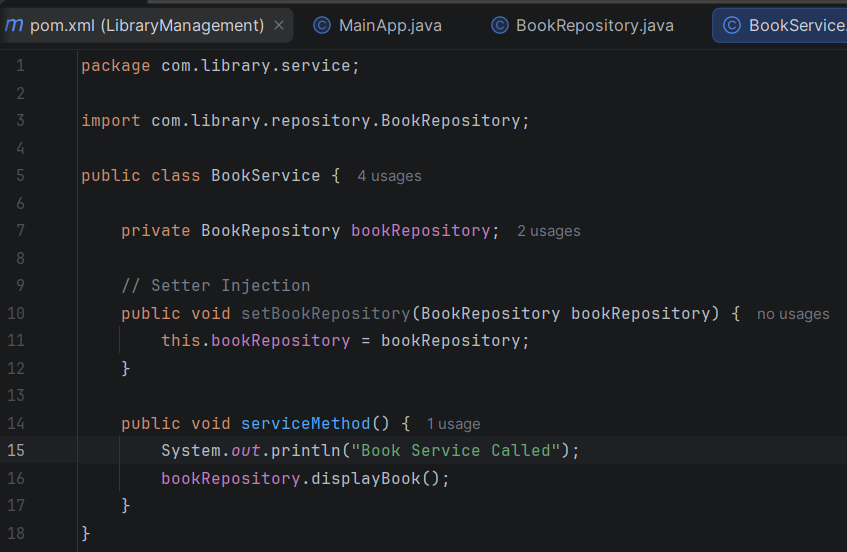 pom.xml (LibraryManagement)
MainApp.java
BookRepository.java
BookService.
1 package com.library.service;
2
3 import com.library.repository.BookRepository;
4
5 public class BookService { 4 usages
6
7 private BookRepository bookRepository; 2 usages
8
9 // Setter Injection
10 public void setBookRepository(BookRepository bookRepository) { no usages
11 this.bookRepository = bookRepository;
12 }
13
14 public void serviceMethod() { 1 usage
15 System.out.println("Book Service Called");
16 bookRepository.displayBook();
17 }
18 }